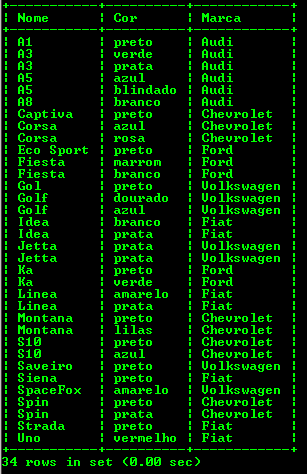 +-----------+----------+------------+
| Nome | Cor | Marca |
+-----------+----------+------------+
| A1 | preto | Audi |
| A3 | verde | Audi |
| A3 | prata | Audi |
| A5 | azul | Audi |
| A5 | blindado | Audi |
| A8 | branco | Audi |
| Captiva | preto | Chevrolet |
| Corsa | azul | Chevrolet |
| Corsa | rosa | Chevrolet |
| Eco Sport | preto | Ford |
| Fiesta | marrom | Ford |
| Fiesta | branco | Ford |
| Gol | preto | Volkswagen |
| Golf | dourado | Volkswagen |
| Golf | azul | Volkswagen |
| Idea | branco | Fiat |
| Idea | prata | Fiat |
| Jetta | prata | Volkswagen |
| Jetta | prata | Volkswagen |
| Ka | preto | Ford |
| Ka | verde | Ford |
| Linea | amarelo | Fiat |
| Linea | prata | Fiat |
| Montana | preto | Chevrolet |
| Montana | lilas | Chevrolet |
| S10 | preto | Chevrolet |
| S10 | azul | Chevrolet |
| Saveiro | preto | Volkswagen |
| Siena | preto | Fiat |
| SpaceFox | amarelo | Volkswagen |
| Spin | preto | Chevrolet |
| Spin | prata | Chevrolet |
| Strada | preto | Fiat |
| Uno | vermelho | Fiat |
+-----------+----------+------------+
34 rows in set (0.00 sec)